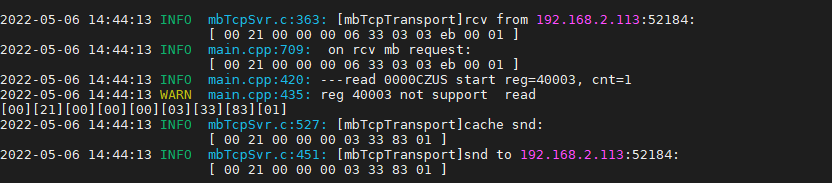 2022-05-06 14:44:13 INFO  mbTcpSvr.c:363: [mbTcpTransport]rcv from 192.168.2.113:52184:
[ 00 21 00 00 00 06 33 03 03 eb 00 01 ]
2022-05-06 14:44:13 INFO  main.cpp:709:  on rcv mb request:
[ 00 21 00 00 00 06 33 03 03 eb 00 01 ]
2022-05-06 14:44:13 INFO  main.cpp:420: ---read 0000CZUS start reg=40003, cnt=1
2022-05-06 14:44:13 WARN  main.cpp:435: reg 40003 not support  read
[00][21][00][00][00][03][33][83][01]
2022-05-06 14:44:13 INFO  mbTcpSvr.c:527: [mbTcpTransport]cache snd:
[ 00 21 00 00 00 03 33 83 01 ]
2022-05-06 14:44:13 INFO  mbTcpSvr.c:451: [mbTcpTransport]snd to 192.168.2.113:52184:
[ 00 21 00 00 00 03 33 83 01 ]